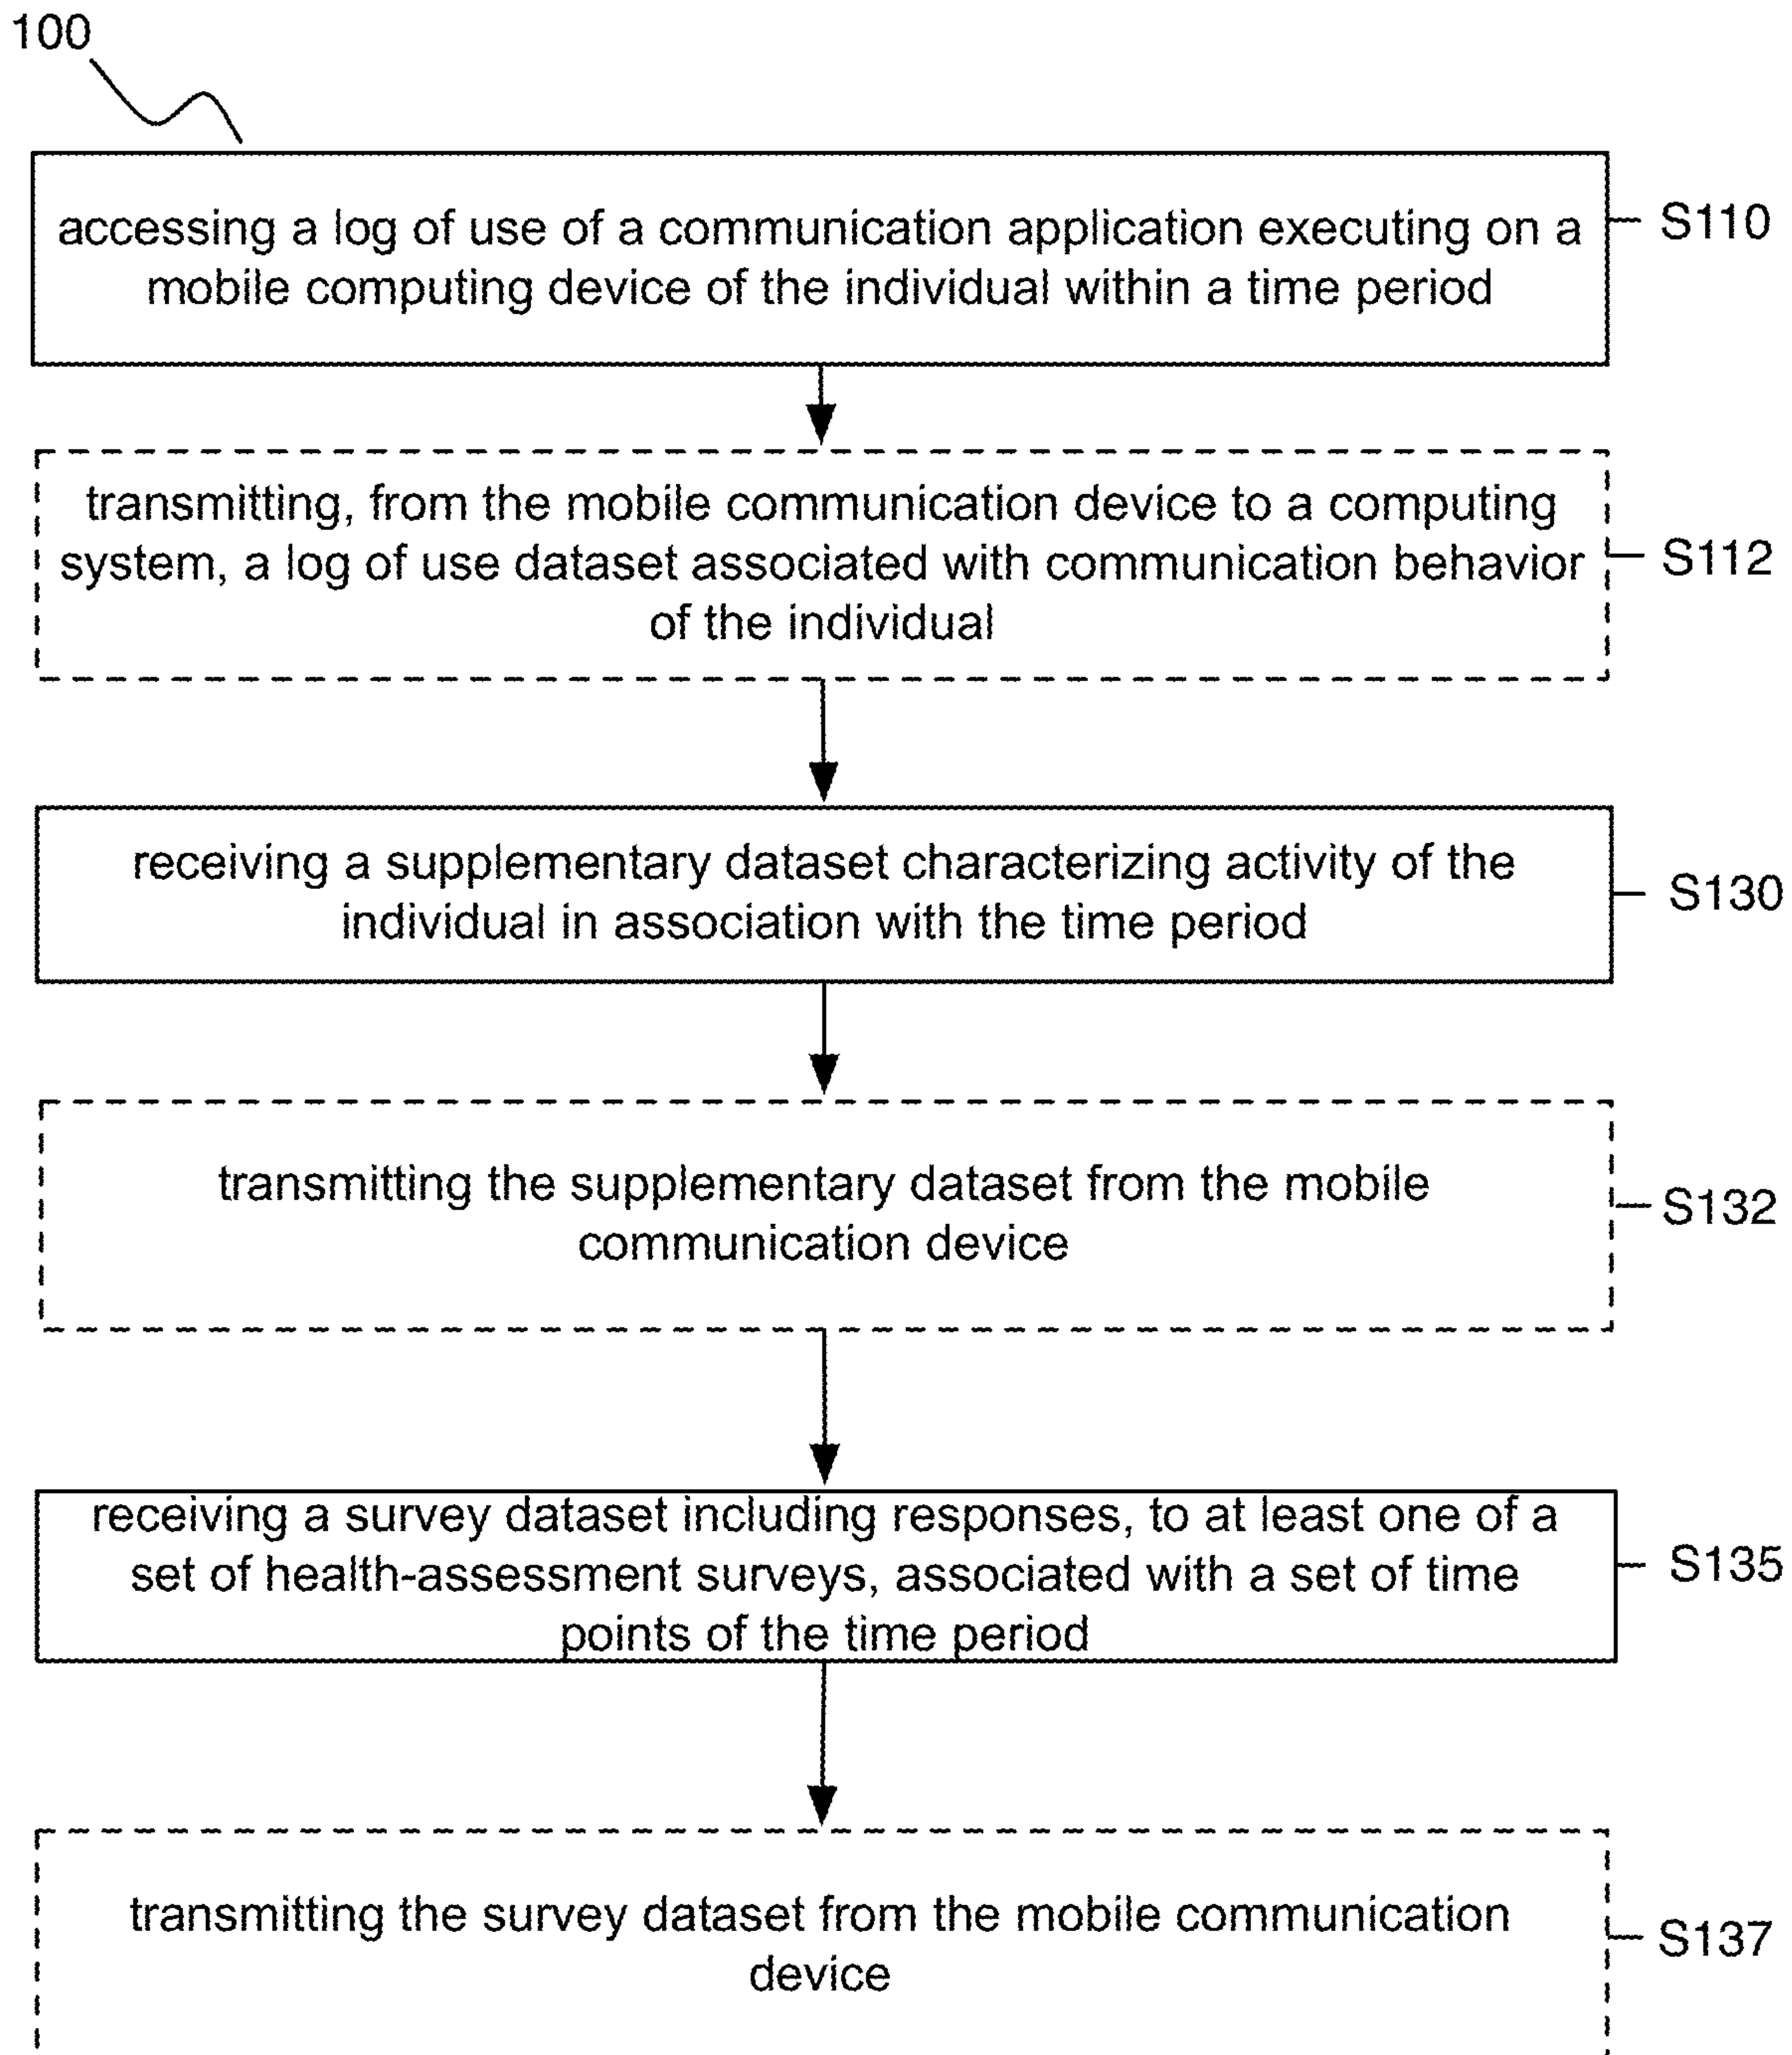 100
accessing a log of use of a communication application executing on a
mobile computing device of the individual within a time period
S110
transmitting, from the mobile communication device to a computing
system, a log of use dataset associated with communication behavior
of the individual
S112
receiving a supplementary dataset characterizing activity of the
individual in association with the time period
S130
transmitting the supplementary dataset from the mobile
communication device
S132
receiving a survey dataset including responses, to at least one of a
set of health-assessment surveys, associated with a set of time
points of the time period
S135
transmitting the survey dataset from the mobile communication
device
S137